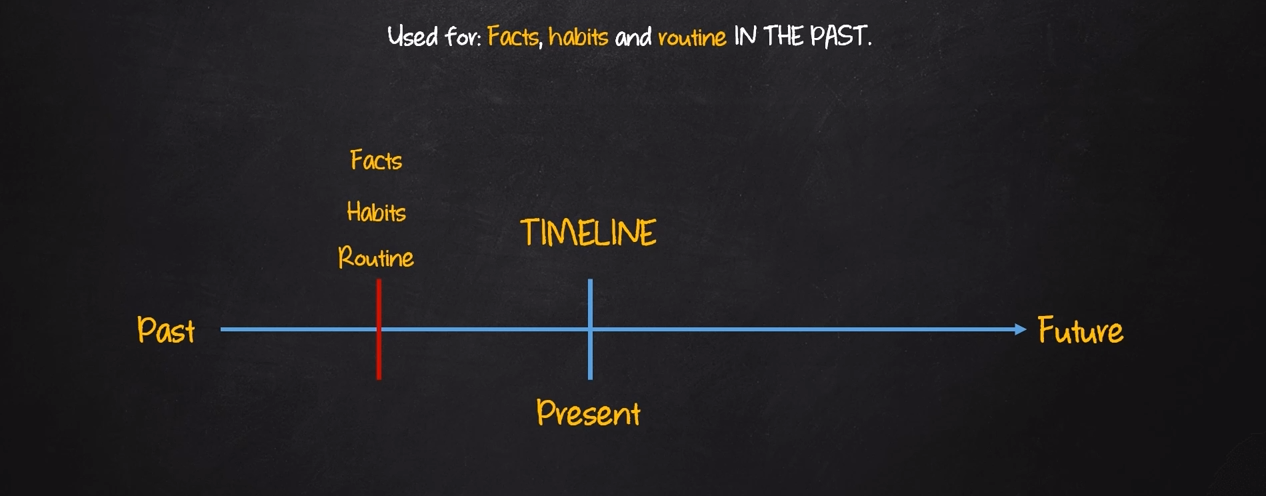 Used for: Facts, habits and routine IN THE PAST.
Facts
Habits
Routine
TIMELINE
Past
Future
Present